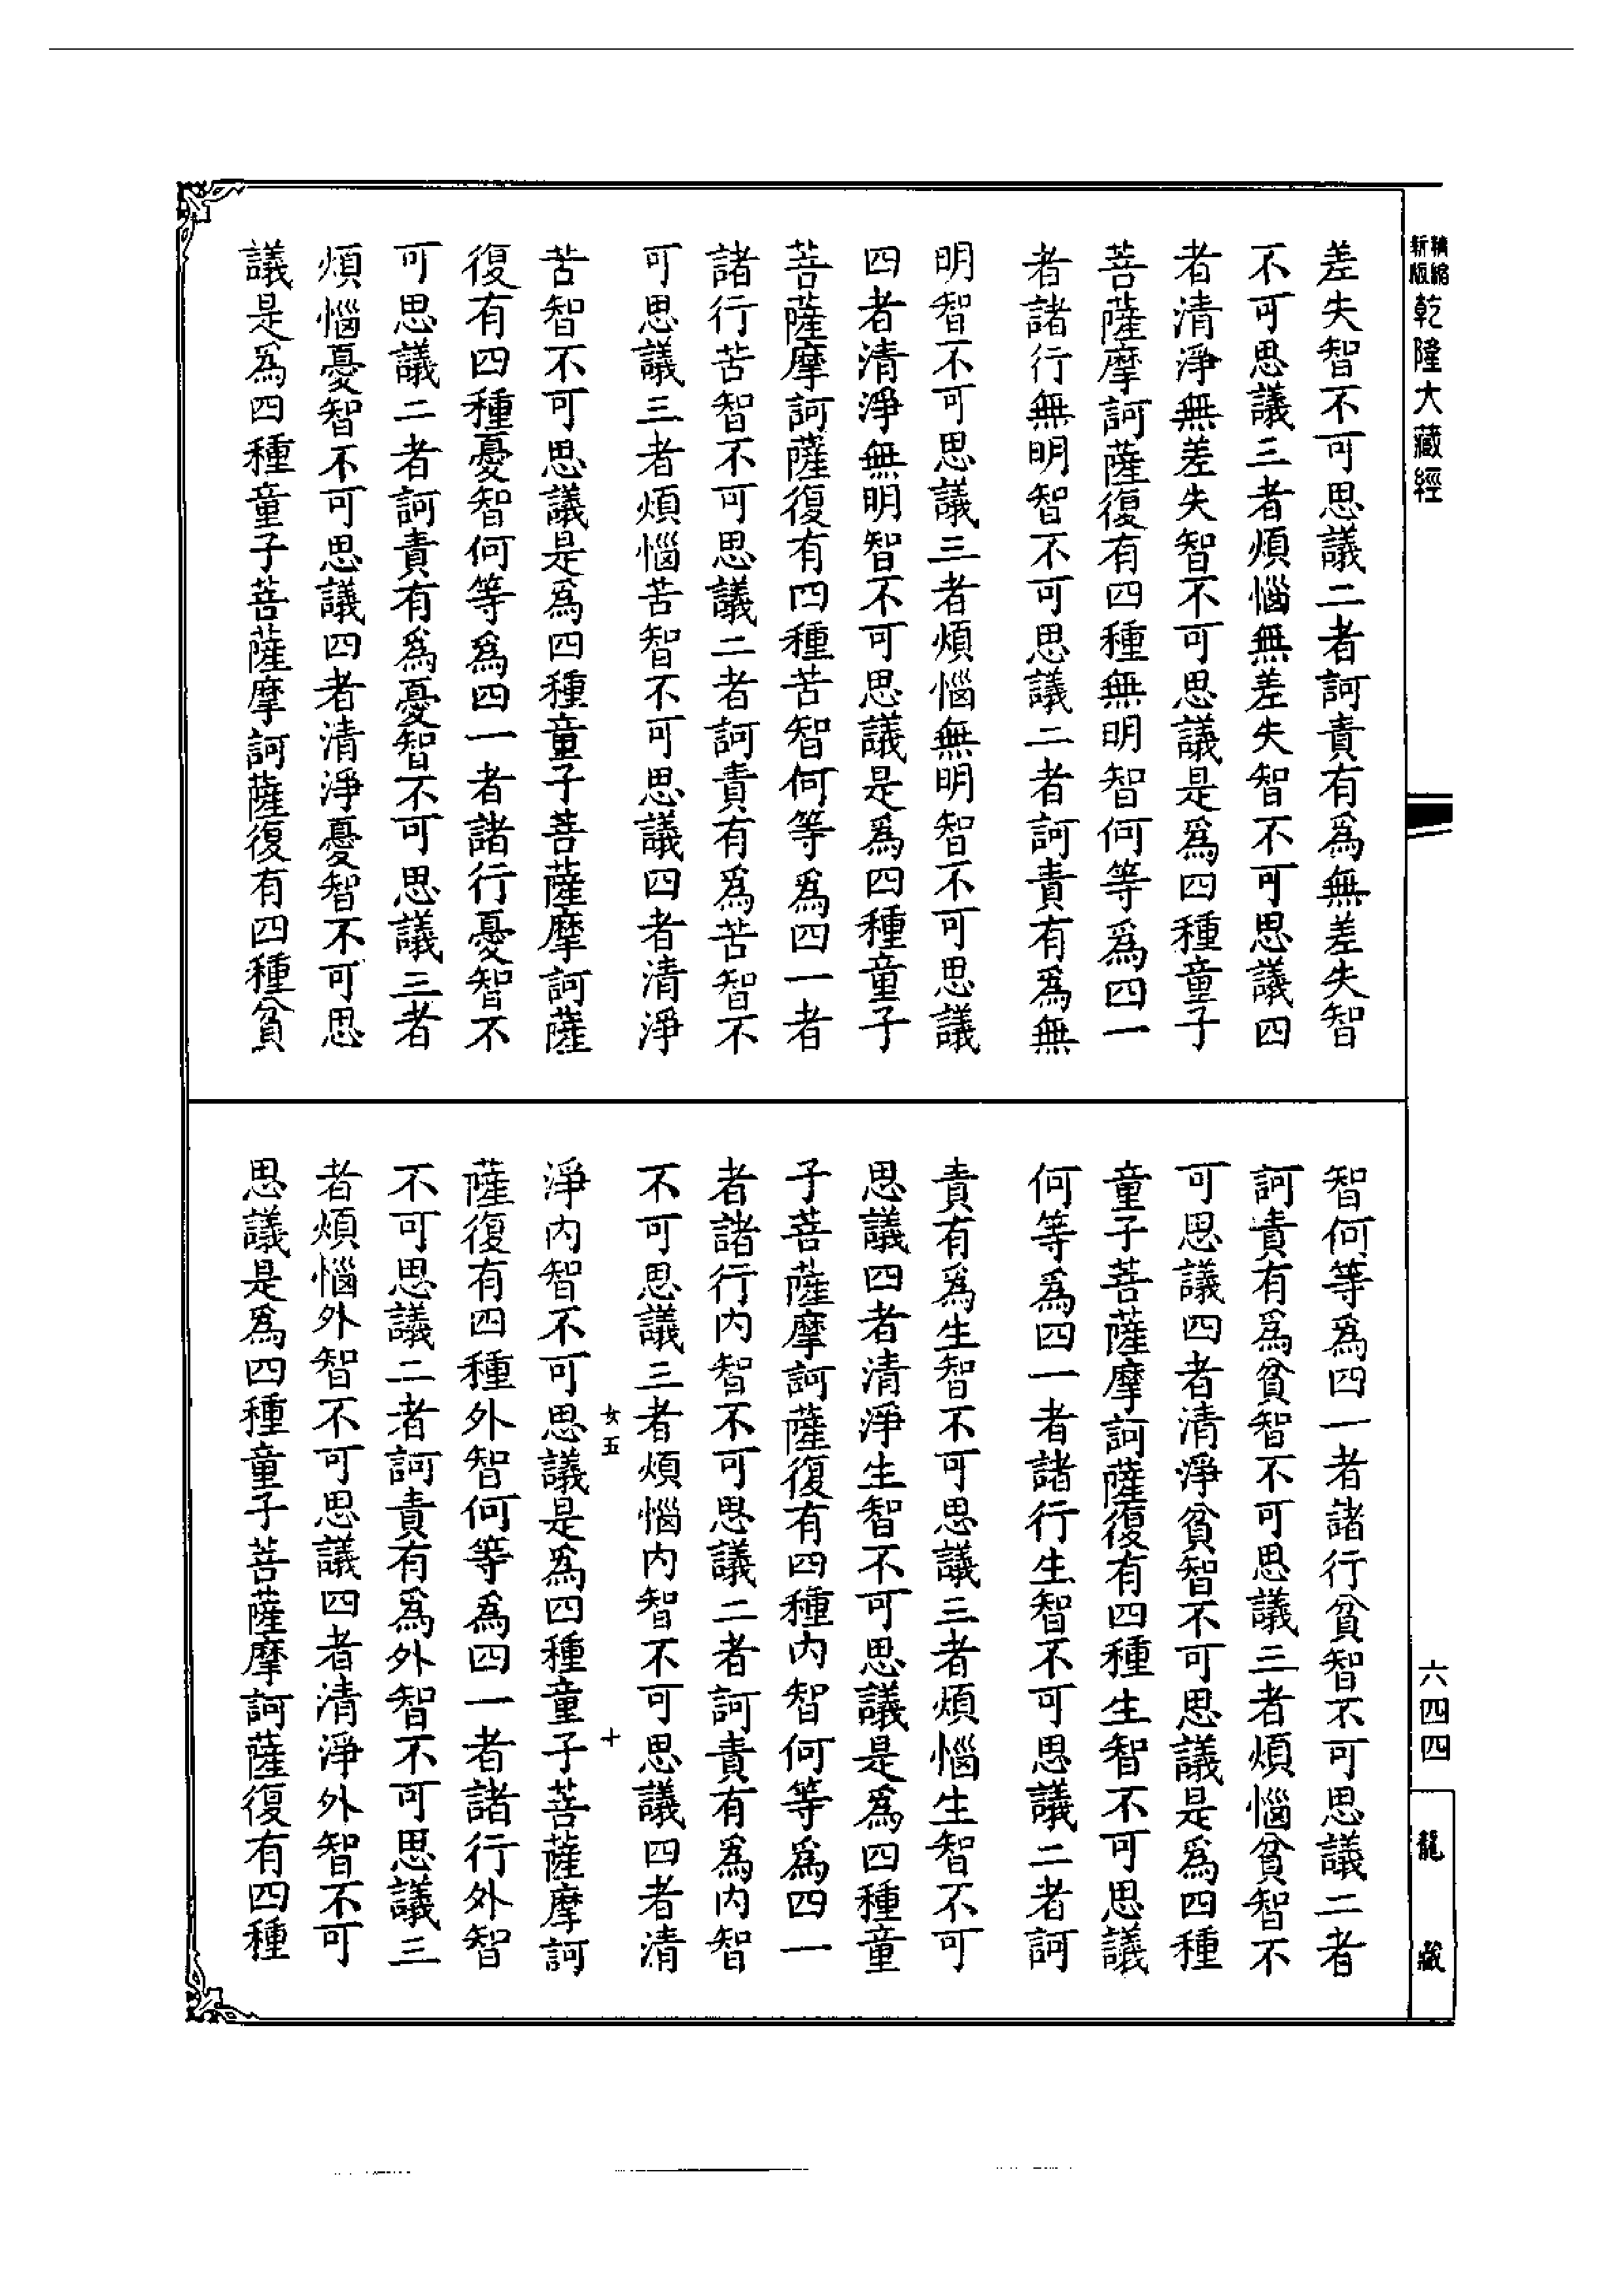 新版精縮乾隆大藏經
差失智不可思議二者訶責有爲無差失智
不可思議三者煩惱無差失智不可思議四
者清淨無差失智不可思議是爲四種童子
菩薩摩訶薩復有四種無明智何等爲四一
者諸行無明智不可思議二者訶責有爲無
明智不可思議三者煩惱無明智不可思議
四者清淨無明智不可思議是爲四種童子
菩薩摩訶薩復有四種苦智何等爲四一者
諸行苦智不可思議二者訶責有爲苦智不
可思議三者煩惱苦智不可思議四者清淨
苦智不可思議是爲四種童子菩薩摩訶薩
復有四種憂智何等爲四一者諸行憂智不
可思議二者訶責有爲憂智不可思議三者
煩惱憂智不可思議四者清淨憂智不可思
議是爲四種童子菩薩摩訶薩復有四種貧
智何等爲四一者諸行貧智不可思議二者
訶責有爲貧智不可思議三者煩惱貧智不
可思議四者清淨貧智不可思議是爲四種
童子菩薩摩訶薩復有四種生智不可思議
何等爲四一者諸行生智不可思議二者訶
責有爲生智不可思議三者煩惱生智不可
思議四者清淨生智不可思議是爲四種童
子菩薩摩訶薩復有四種内智何等爲四一
者諸行内智不可思議二者訶責有爲内智
不可思議三者煩惱内智不可思議四者清
女五 十
淨内智不可思議是爲四種童子菩薩摩訶
薩復有四種外智何等爲四一者諸行外智
不可思議二者訶責有爲外智不可思議三
者煩惱外智不可思議四者清淨外智不可
思議是爲四種童子菩薩摩訶薩復有四種
六四四
龍藏